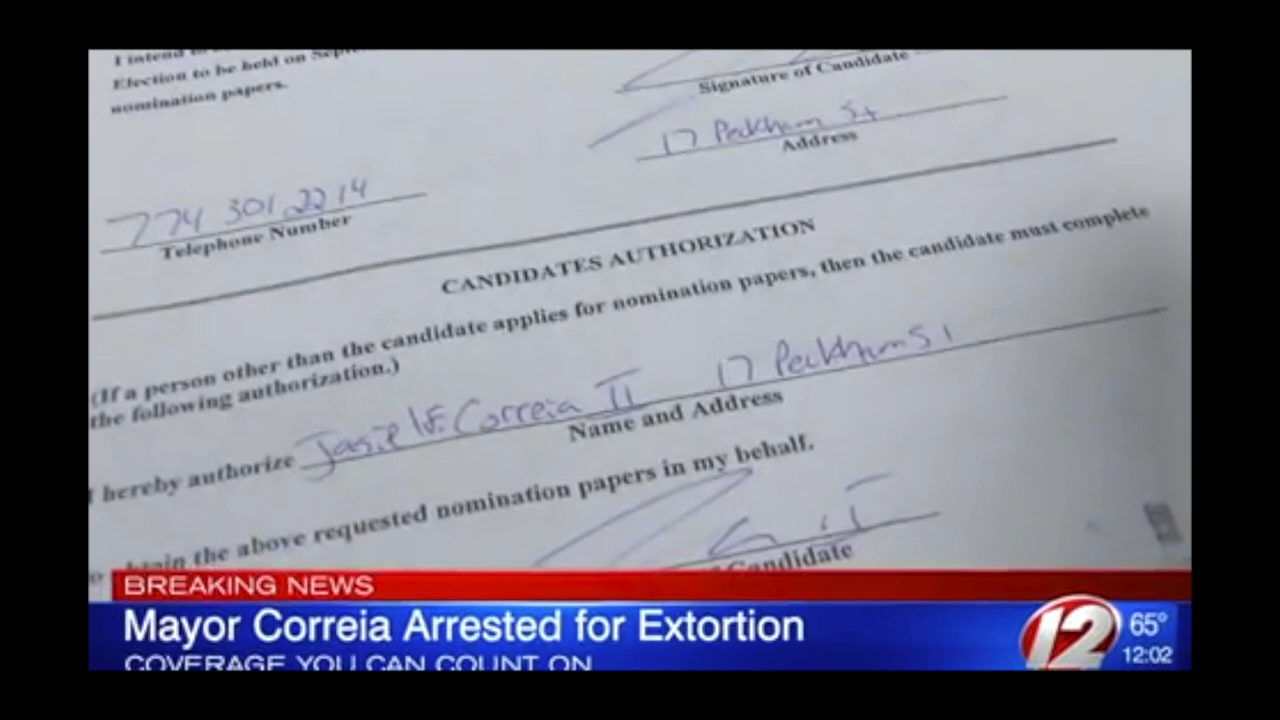 I intend to
Election to be held on Sept
nomination papers.
Signature of Candidate
17 Peckham St
Address
774 301 2214
Telephone Number
CANDIDATES AUTHORIZATION
(If a person other than the candidate applies for nomination papers, then the candidate must complete
the following authorization.)
I hereby authorize Jasiel F. Correia II 17 Peckham St
Name and Address
the above requested nomination papers in my behalf.
Candidate
BREAKING NEWS
Mayor Correia Arrested for Extortion
COVERAGE YOU CAN COUNT ON
12
65°
12:02